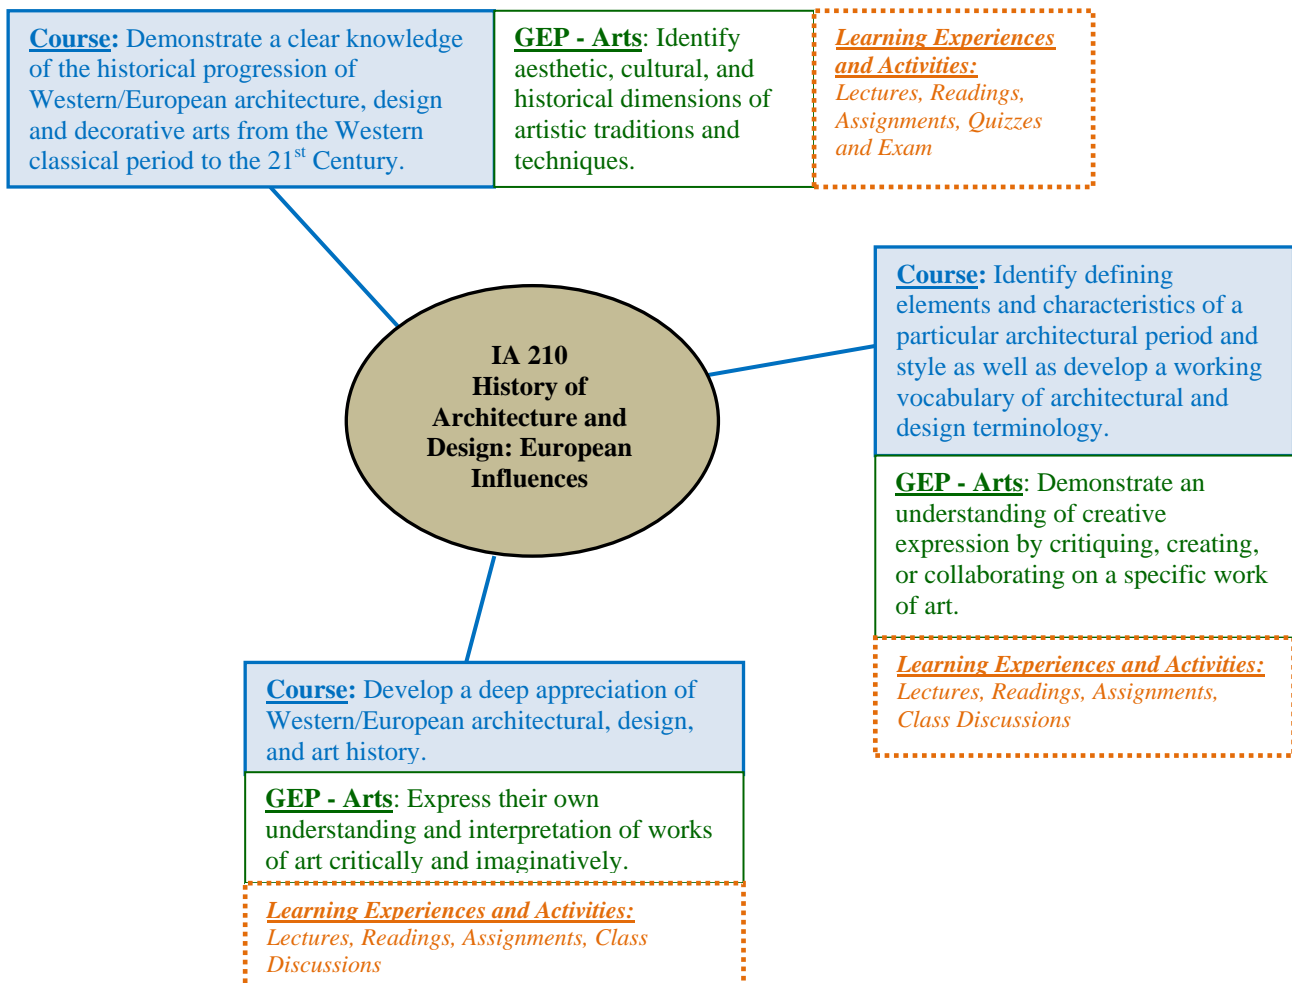 Course: Demonstrate a clear knowledge
of the historical progression of
Western/European architecture, design
and decorative arts from the Western
classical period to the 21st Century.
GEP - Arts: Identify
aesthetic, cultural, and
historical dimensions of
artistic traditions and
techniques.
Learning Experiences
and Activities:
Lectures, Readings,
Assignments, Quizzes
and Exam
Course: Identify defining
elements and characteristics of a
particular architectural period and
style as well as develop a working
vocabulary of architectural and
design terminology.
GEP - Arts: Demonstrate an
understanding of creative
expression by critiquing, creating,
or collaborating on a specific work
of art.
Learning Experiences and Activities:
Lectures, Readings, Assignments,
Class Discussions
IA 210
History of
Architecture and
Design: European
Influences
Course: Develop a deep appreciation of
Western/European architectural, design,
and art history.
GEP - Arts: Express their own
understanding and interpretation of works
of art critically and imaginatively.
Learning Experiences and Activities:
Lectures, Readings, Assignments, Class
Discussions